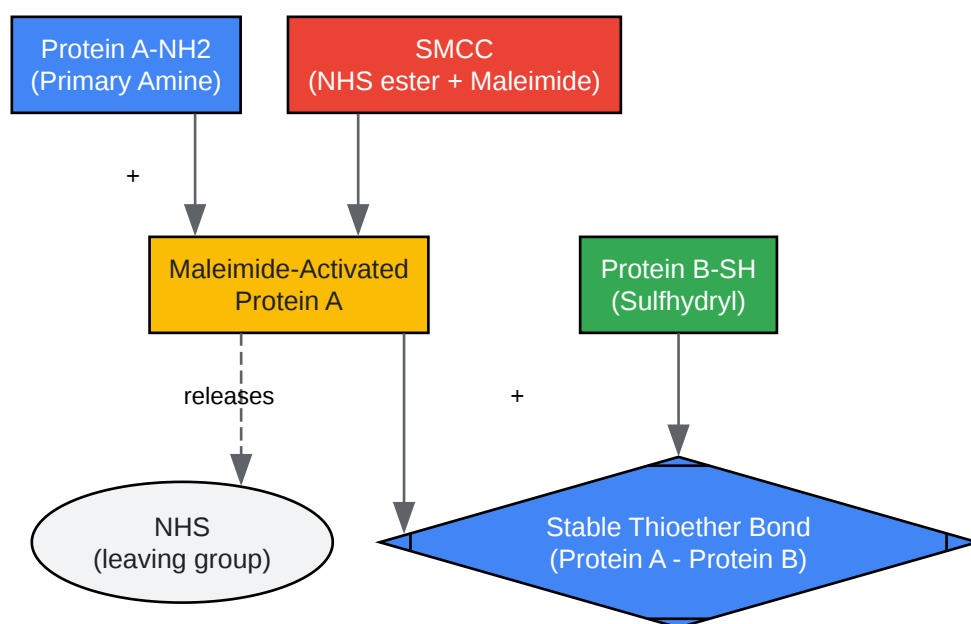 Protein A-NH2
(Primary Amine)
SMCC
(NHS ester + Maleimide)
+
Maleimide-Activated
Protein A
Protein B-SH
(Sulfhydryl)
releases
+
NHS
(leaving group)
Stable Thioether Bond
(Protein A - Protein B)